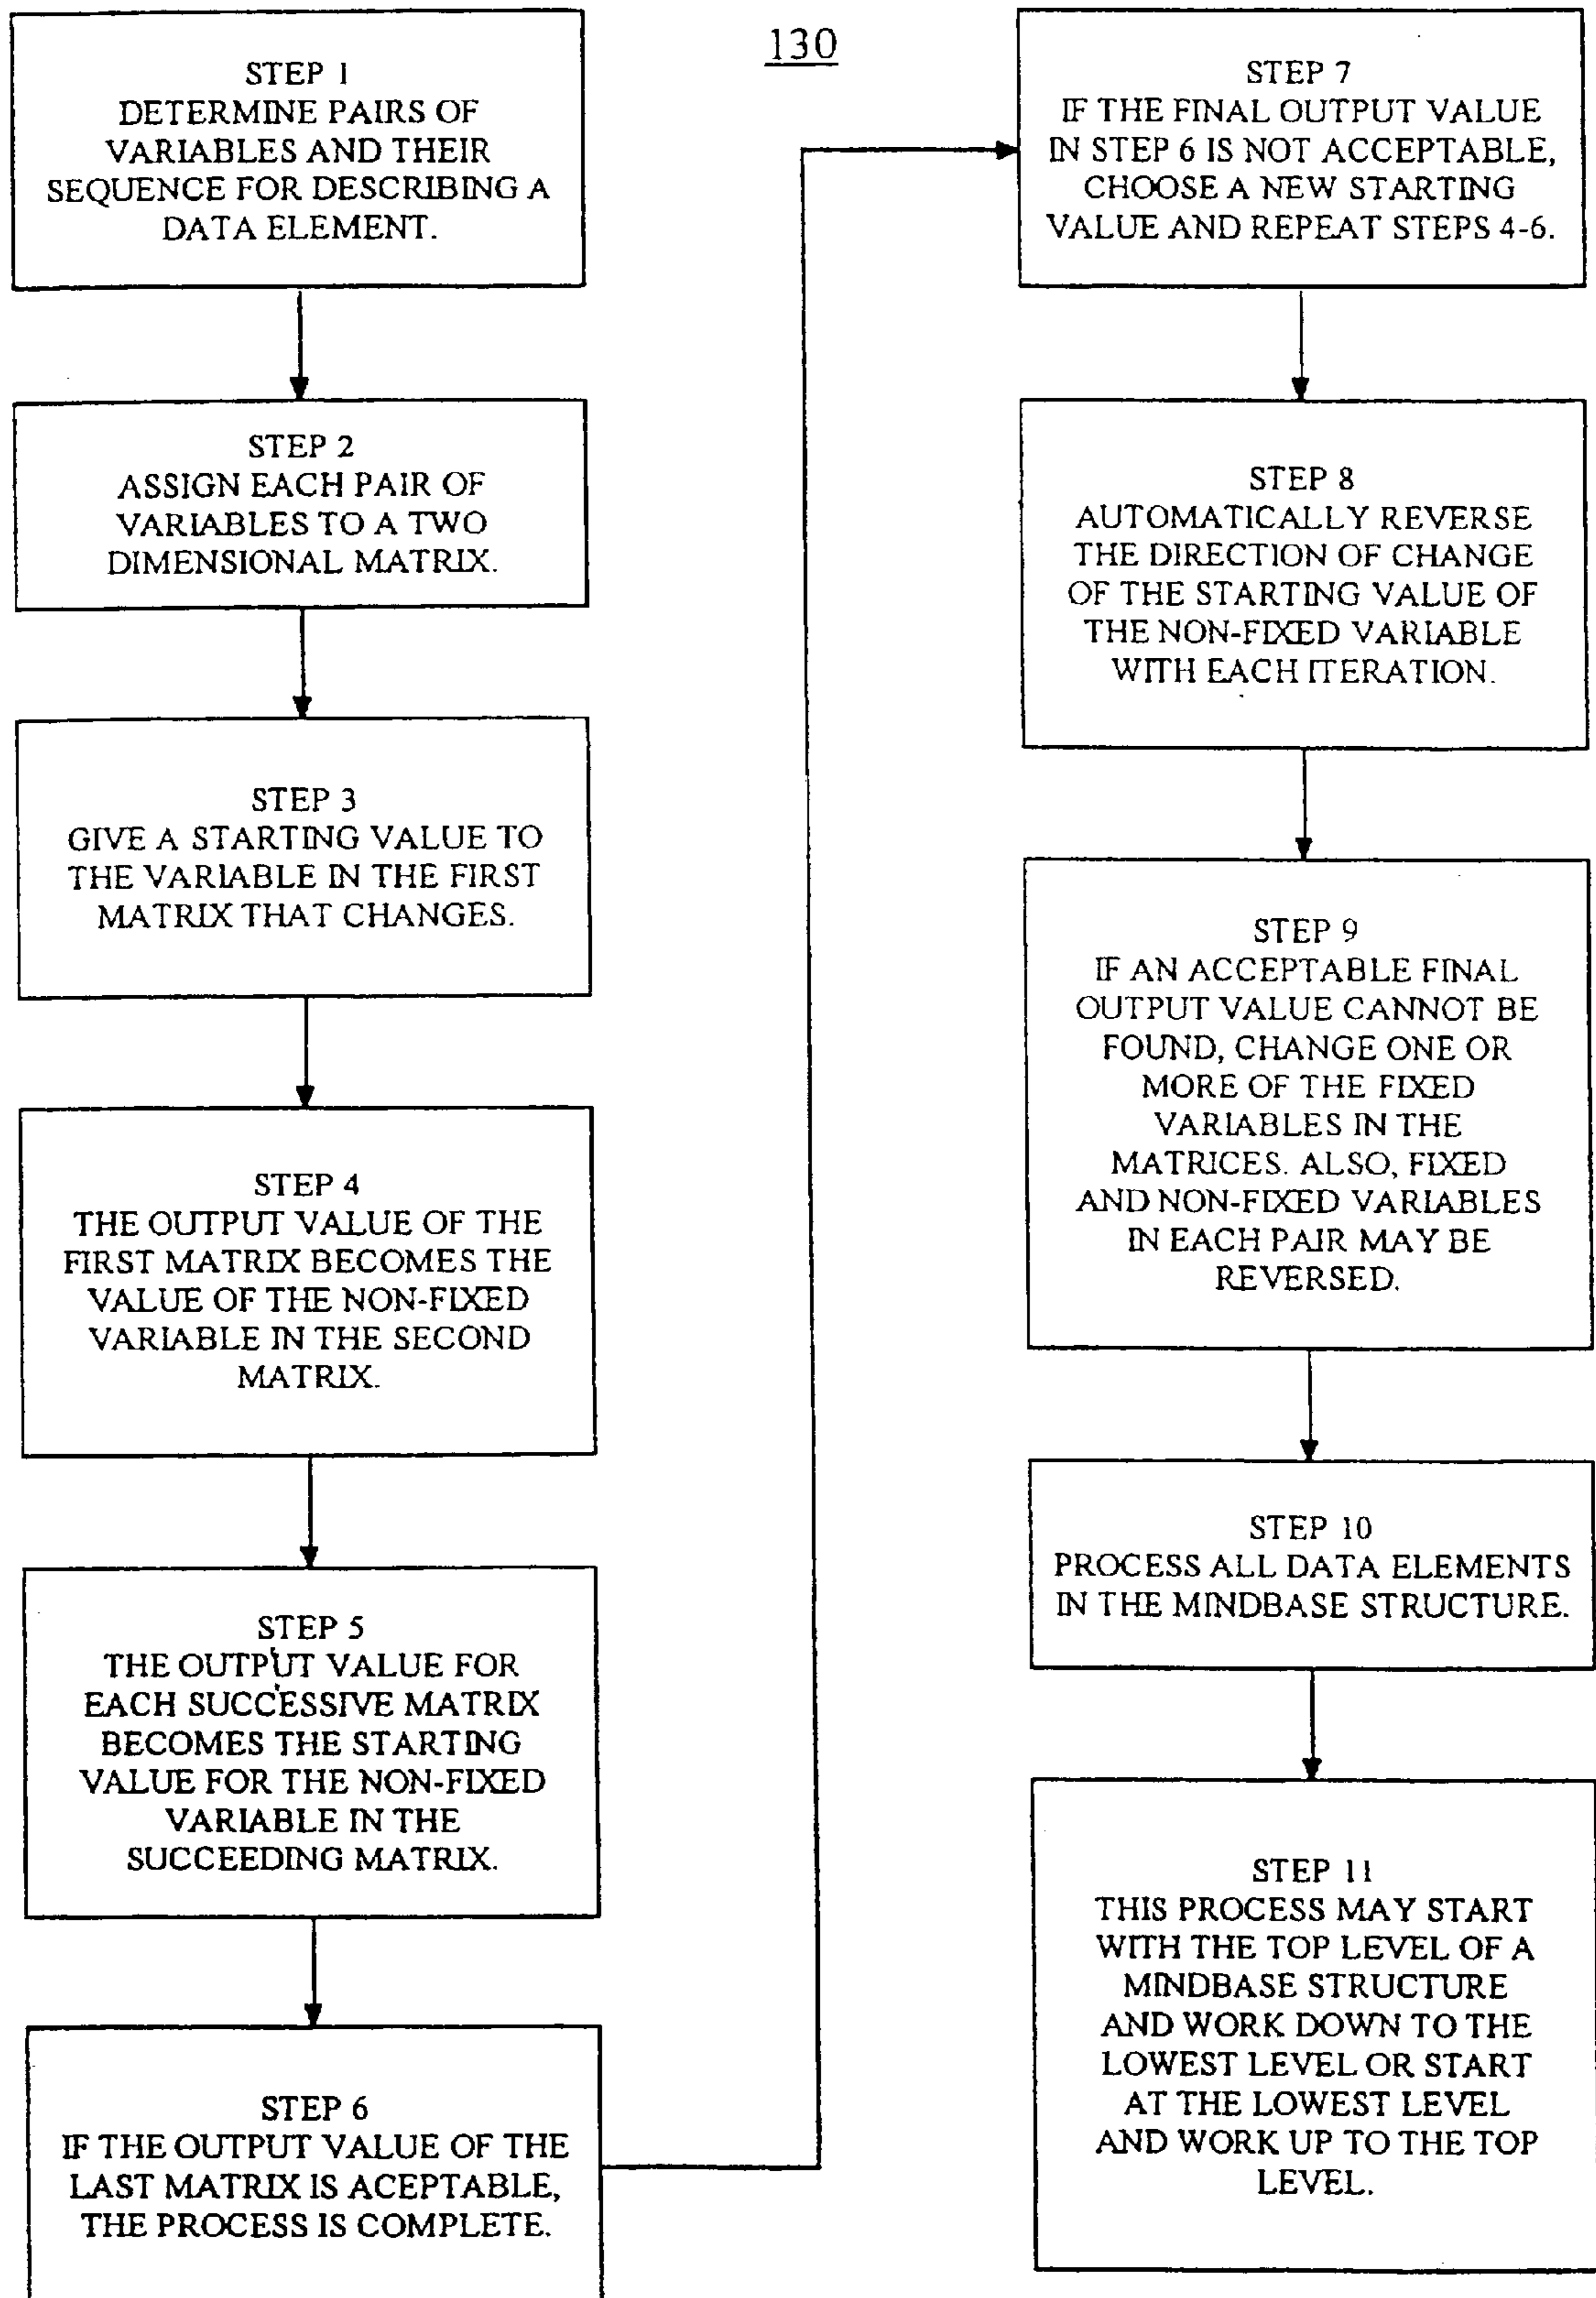 130
STEP 1
DETERMINE PAIRS OF
VARIABLES AND THEIR
SEQUENCE FOR DESCRIBING A
DATA ELEMENT.
STEP 2
ASSIGN EACH PAIR OF
VARIABLES TO A TWO
DIMENSIONAL MATRIX.
STEP 3
GIVE A STARTING VALUE TO
THE VARIABLE IN THE FIRST
MATRIX THAT CHANGES.
STEP 4
THE OUTPUT VALUE OF THE
FIRST MATRIX BECOMES THE
VALUE OF THE NON-FIXED
VARIABLE IN THE SECOND
MATRIX.
STEP 5
THE OUTPUT VALUE FOR
EACH SUCCESSIVE MATRIX
BECOMES THE STARTING
VALUE FOR THE NON-FIXED
VARIABLE IN THE
SUCCEEDING MATRIX.
STEP 6
IF THE OUTPUT VALUE OF THE
LAST MATRIX IS ACEPTABLE,
THE PROCESS IS COMPLETE.
STEP 7
IF THE FINAL OUTPUT VALUE
IN STEP 6 IS NOT ACCEPTABLE,
CHOOSE A NEW STARTING
VALUE AND REPEAT STEPS 4-6.
STEP 8
AUTOMATICALLY REVERSE
THE DIRECTION OF CHANGE
OF THE STARTING VALUE OF
THE NON-FIXED VARIABLE
WITH EACH ITERATION.
STEP 9
IF AN ACCEPTABLE FINAL
OUTPUT VALUE CANNOT BE
FOUND, CHANGE ONE OR
MORE OF THE FIXED
VARIABLES IN THE
MATRICES. ALSO, FIXED
AND NON-FIXED VARIABLES
IN EACH PAIR MAY BE
REVERSED.
STEP 10
PROCESS ALL DATA ELEMENTS
IN THE MINDBASE STRUCTURE.
STEP 11
THIS PROCESS MAY START
WITH THE TOP LEVEL OF A
MINDBASE STRUCTURE
AND WORK DOWN TO THE
LOWEST LEVEL OR START
AT THE LOWEST LEVEL
AND WORK UP TO THE TOP
LEVEL.